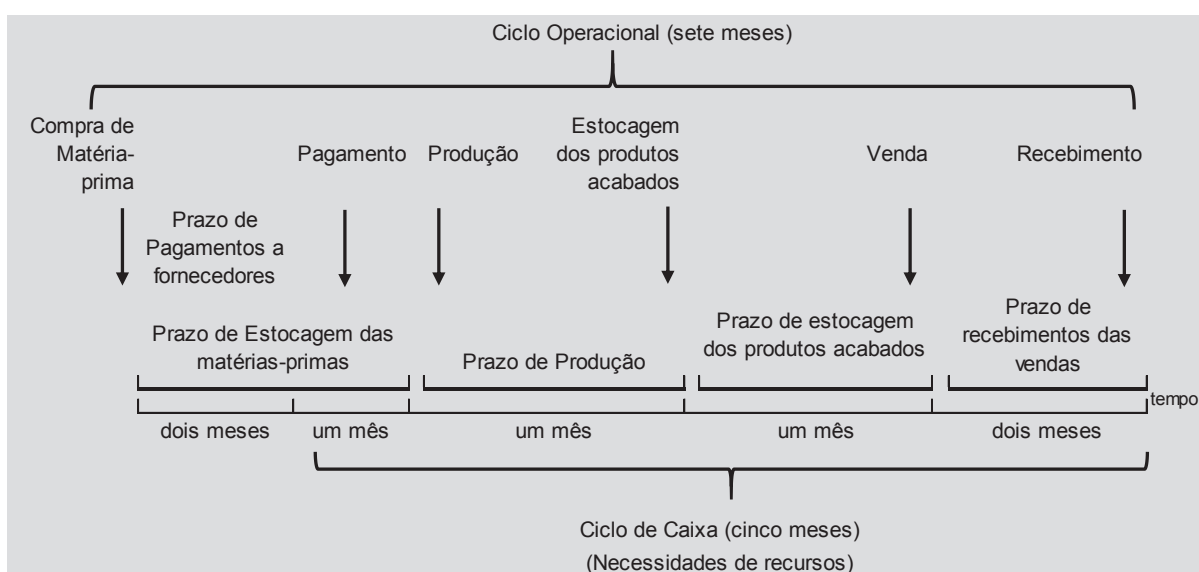 Ciclo Operacional (sete meses)
Compra de
Matéria-
prima
Pagamento
Produção
Estocagem
dos produtos
acabados
Venda
Recebimento
Prazo de
Pagamentos a
fornecedores
Prazo de Estocagem das
matérias-primas
Prazo de Produção
Prazo de estocagem
dos produtos acabados
Prazo de
recebimentos das
vendas
tempo
dois meses
um mês
um mês
um mês
dois meses
Ciclo de Caixa (cinco meses)
(Necessidades de recursos)